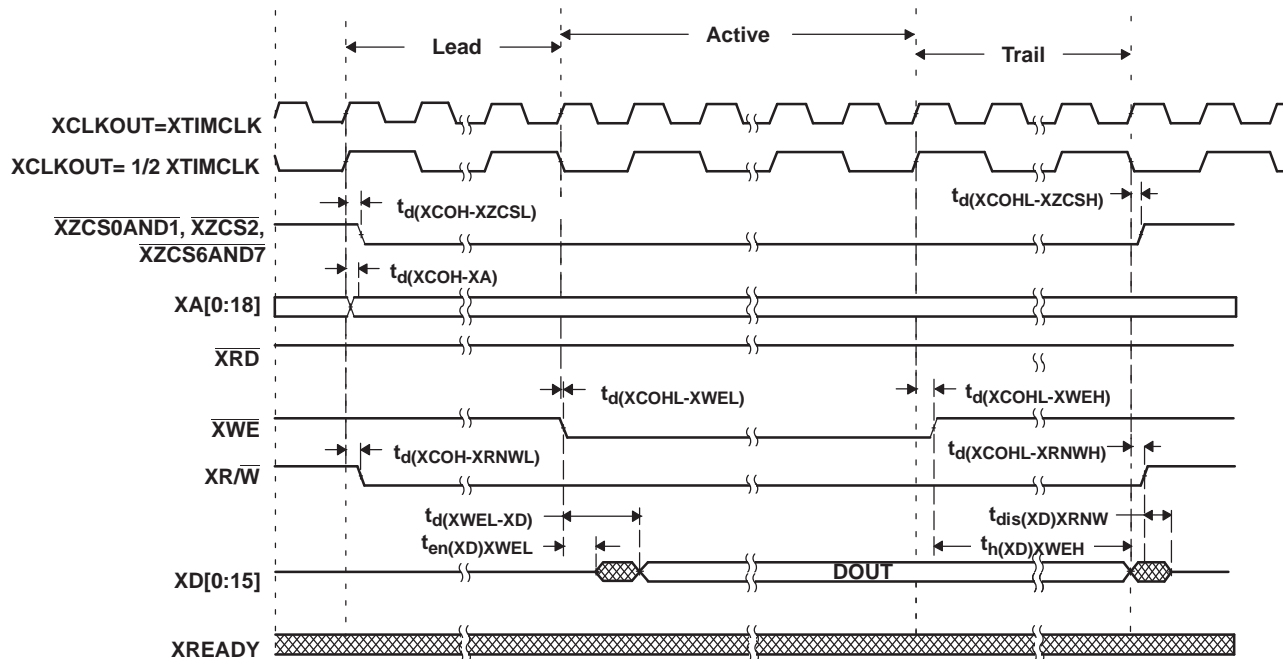 Lead
Active
Trail
XCLKOUT=XTIMCLK
XCLKOUT= 1/2 XTIMCLK
td(XCOH-XZCSL)
td(XCOHL-XZCSH)
XZCS0AND1, XZCS2,
XZCS6AND7
td(XCOH-XA)
XA[0:18]
XRD
td(XCOHL-XWEL)
td(XCOHL-XWEH)
XWE
td(XCOH-XRNWL)
td(XCOHL-XRNWH)
XR/W
td(XWEL-XD)
tdis(XD)XRNW
ten(XD)XWEL
th(XD)XWEH
XD[0:15]
DOUT
XREADY